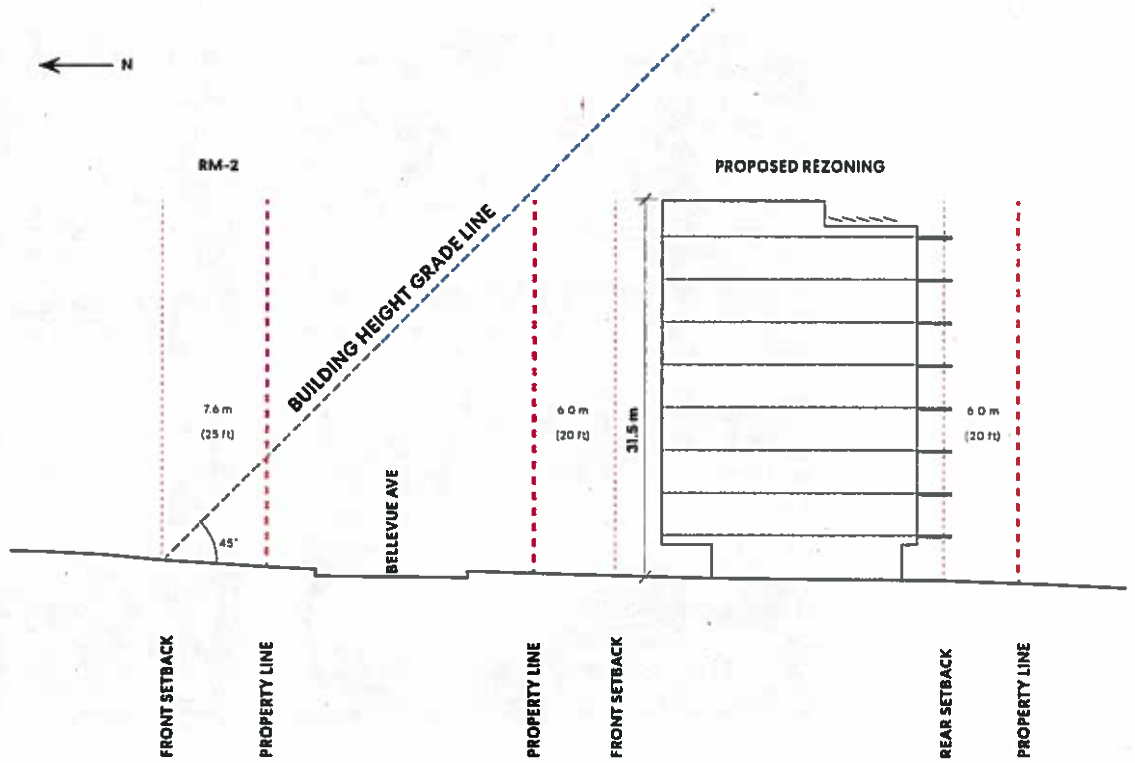 N
RM-2
PROPOSED REZONING
BUILDING HEIGHT GRADE LINE
7.6 m
(25 ft)
6.0 m
(20 ft)
31.5 m
6.0 m
(20 ft)
45°
BELLEVUE AVE
FRONT SETBACK
PROPERTY LINE
PROPERTY LINE
FRONT SETBACK
REAR SETBACK
PROPERTY LINE